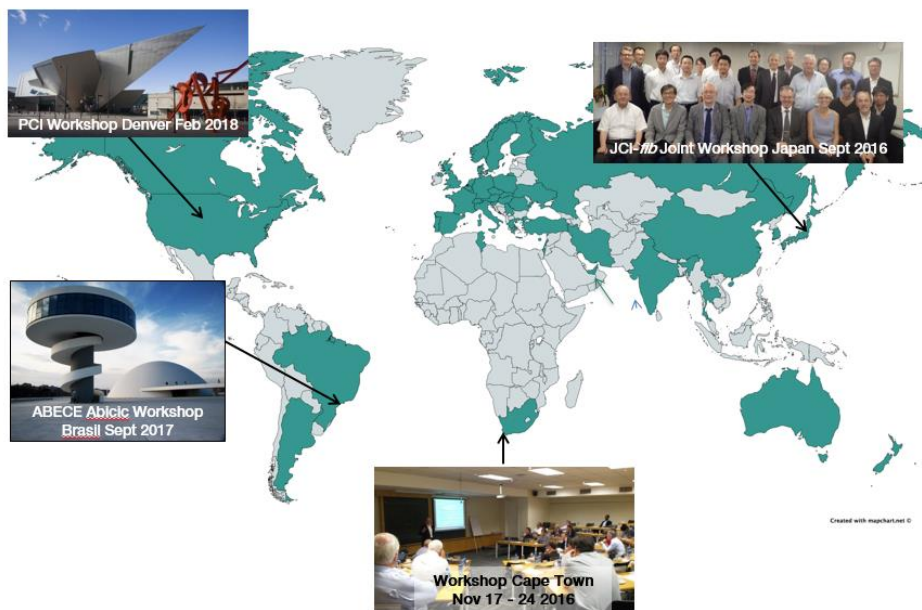 PCI Workshop Denver Feb 2018
JCI-fib Joint Workshop Japan Sept 2016
ABECE Abicic Workshop
Brasil Sept 2017
Created with mapchart.net ©
Workshop Cape Town
Nov 17 - 24 2016